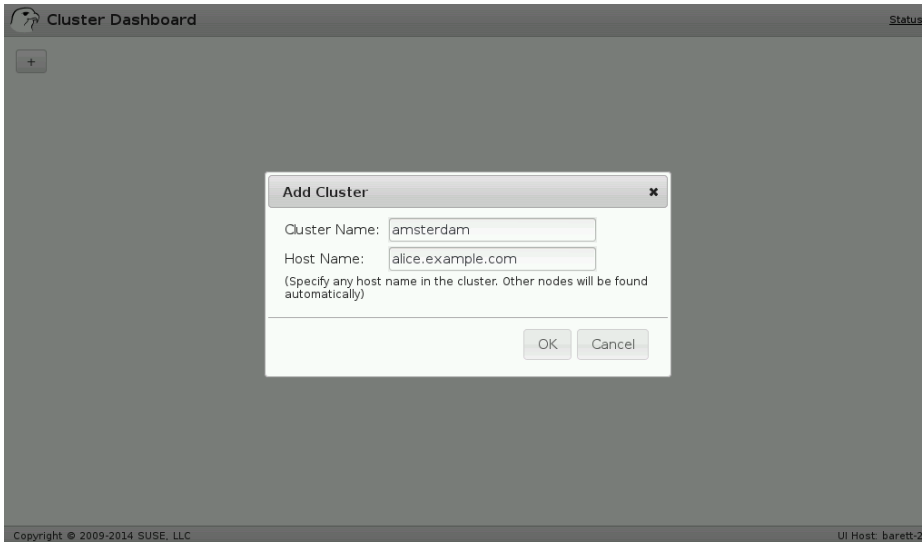 Cluster Dashboard
Status
+
Add Cluster
Cluster Name: amsterdam
Host Name: alice.example.com
(Specify any host name in the cluster. Other nodes will be found
automatically)
OK Cancel
Copyright © 2009-2014 SUSE, LLC
UI Host: barett-2